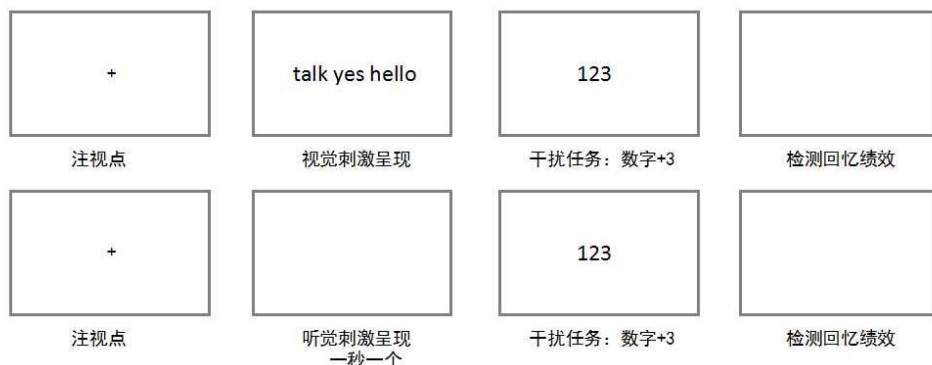 +
talk yes hello
123
注视点
视觉刺激呈现
干扰任务：数字+3
检测回忆绩效
+
123
注视点
听觉刺激呈现
一秒一个
干扰任务：数字+3
检测回忆绩效